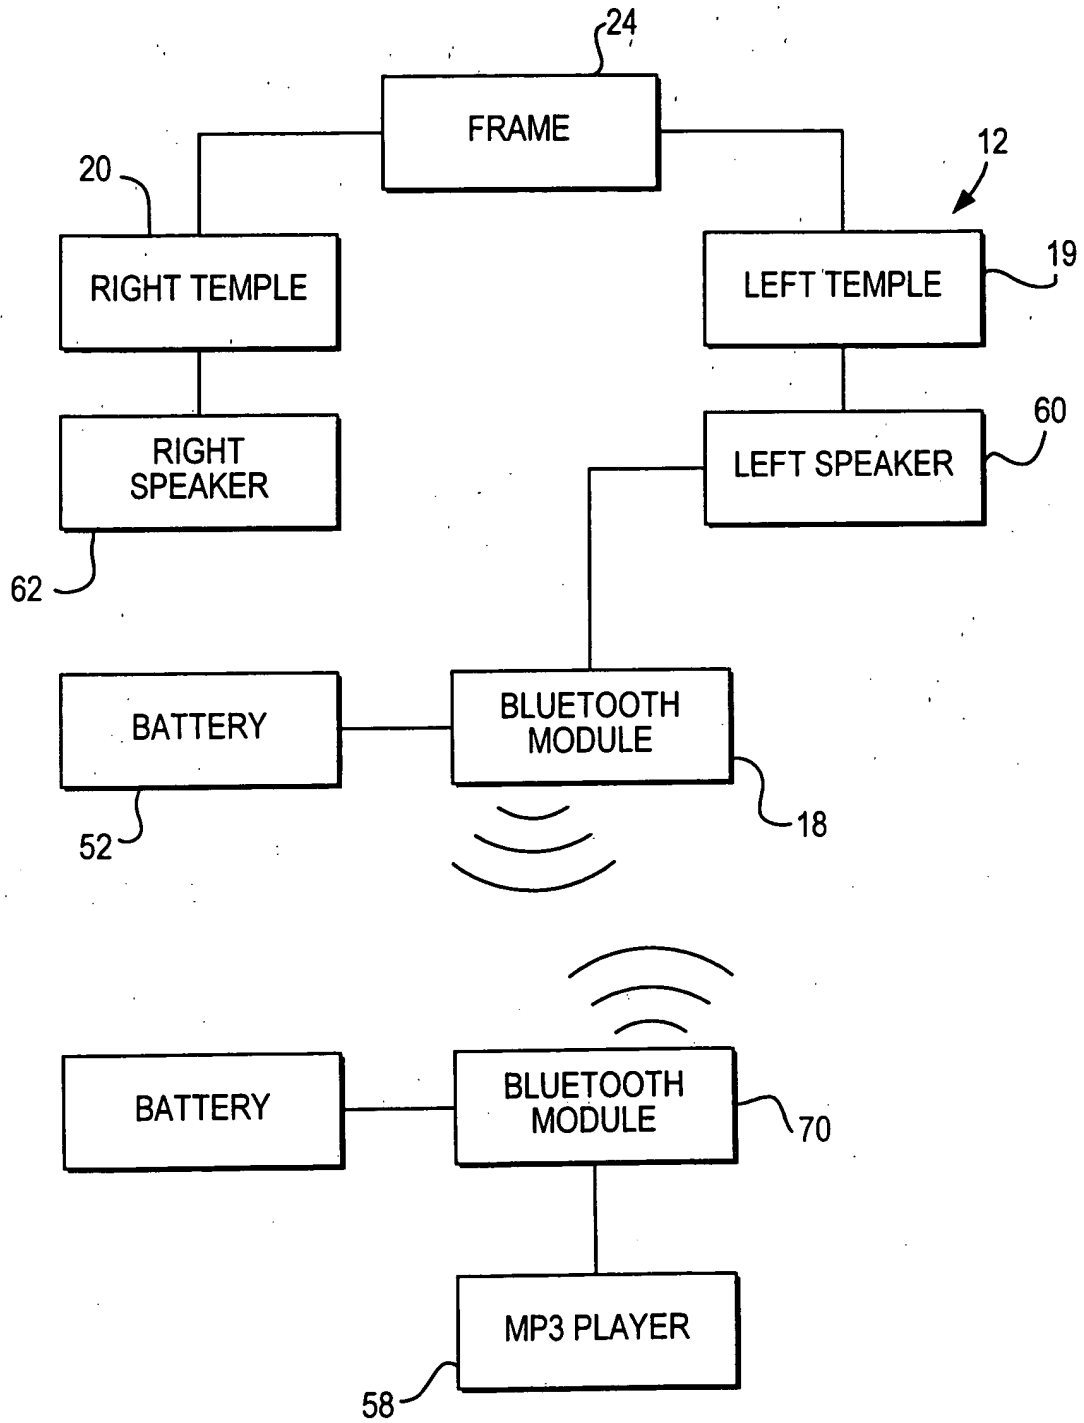 24
FRAME
12
20
RIGHT TEMPLE
LEFT TEMPLE
19
RIGHT
SPEAKER
LEFT SPEAKER
60
62
BATTERY
BLUETOOTH
MODULE
52
18
BATTERY
BLUETOOTH
MODULE
70
MP3 PLAYER
58